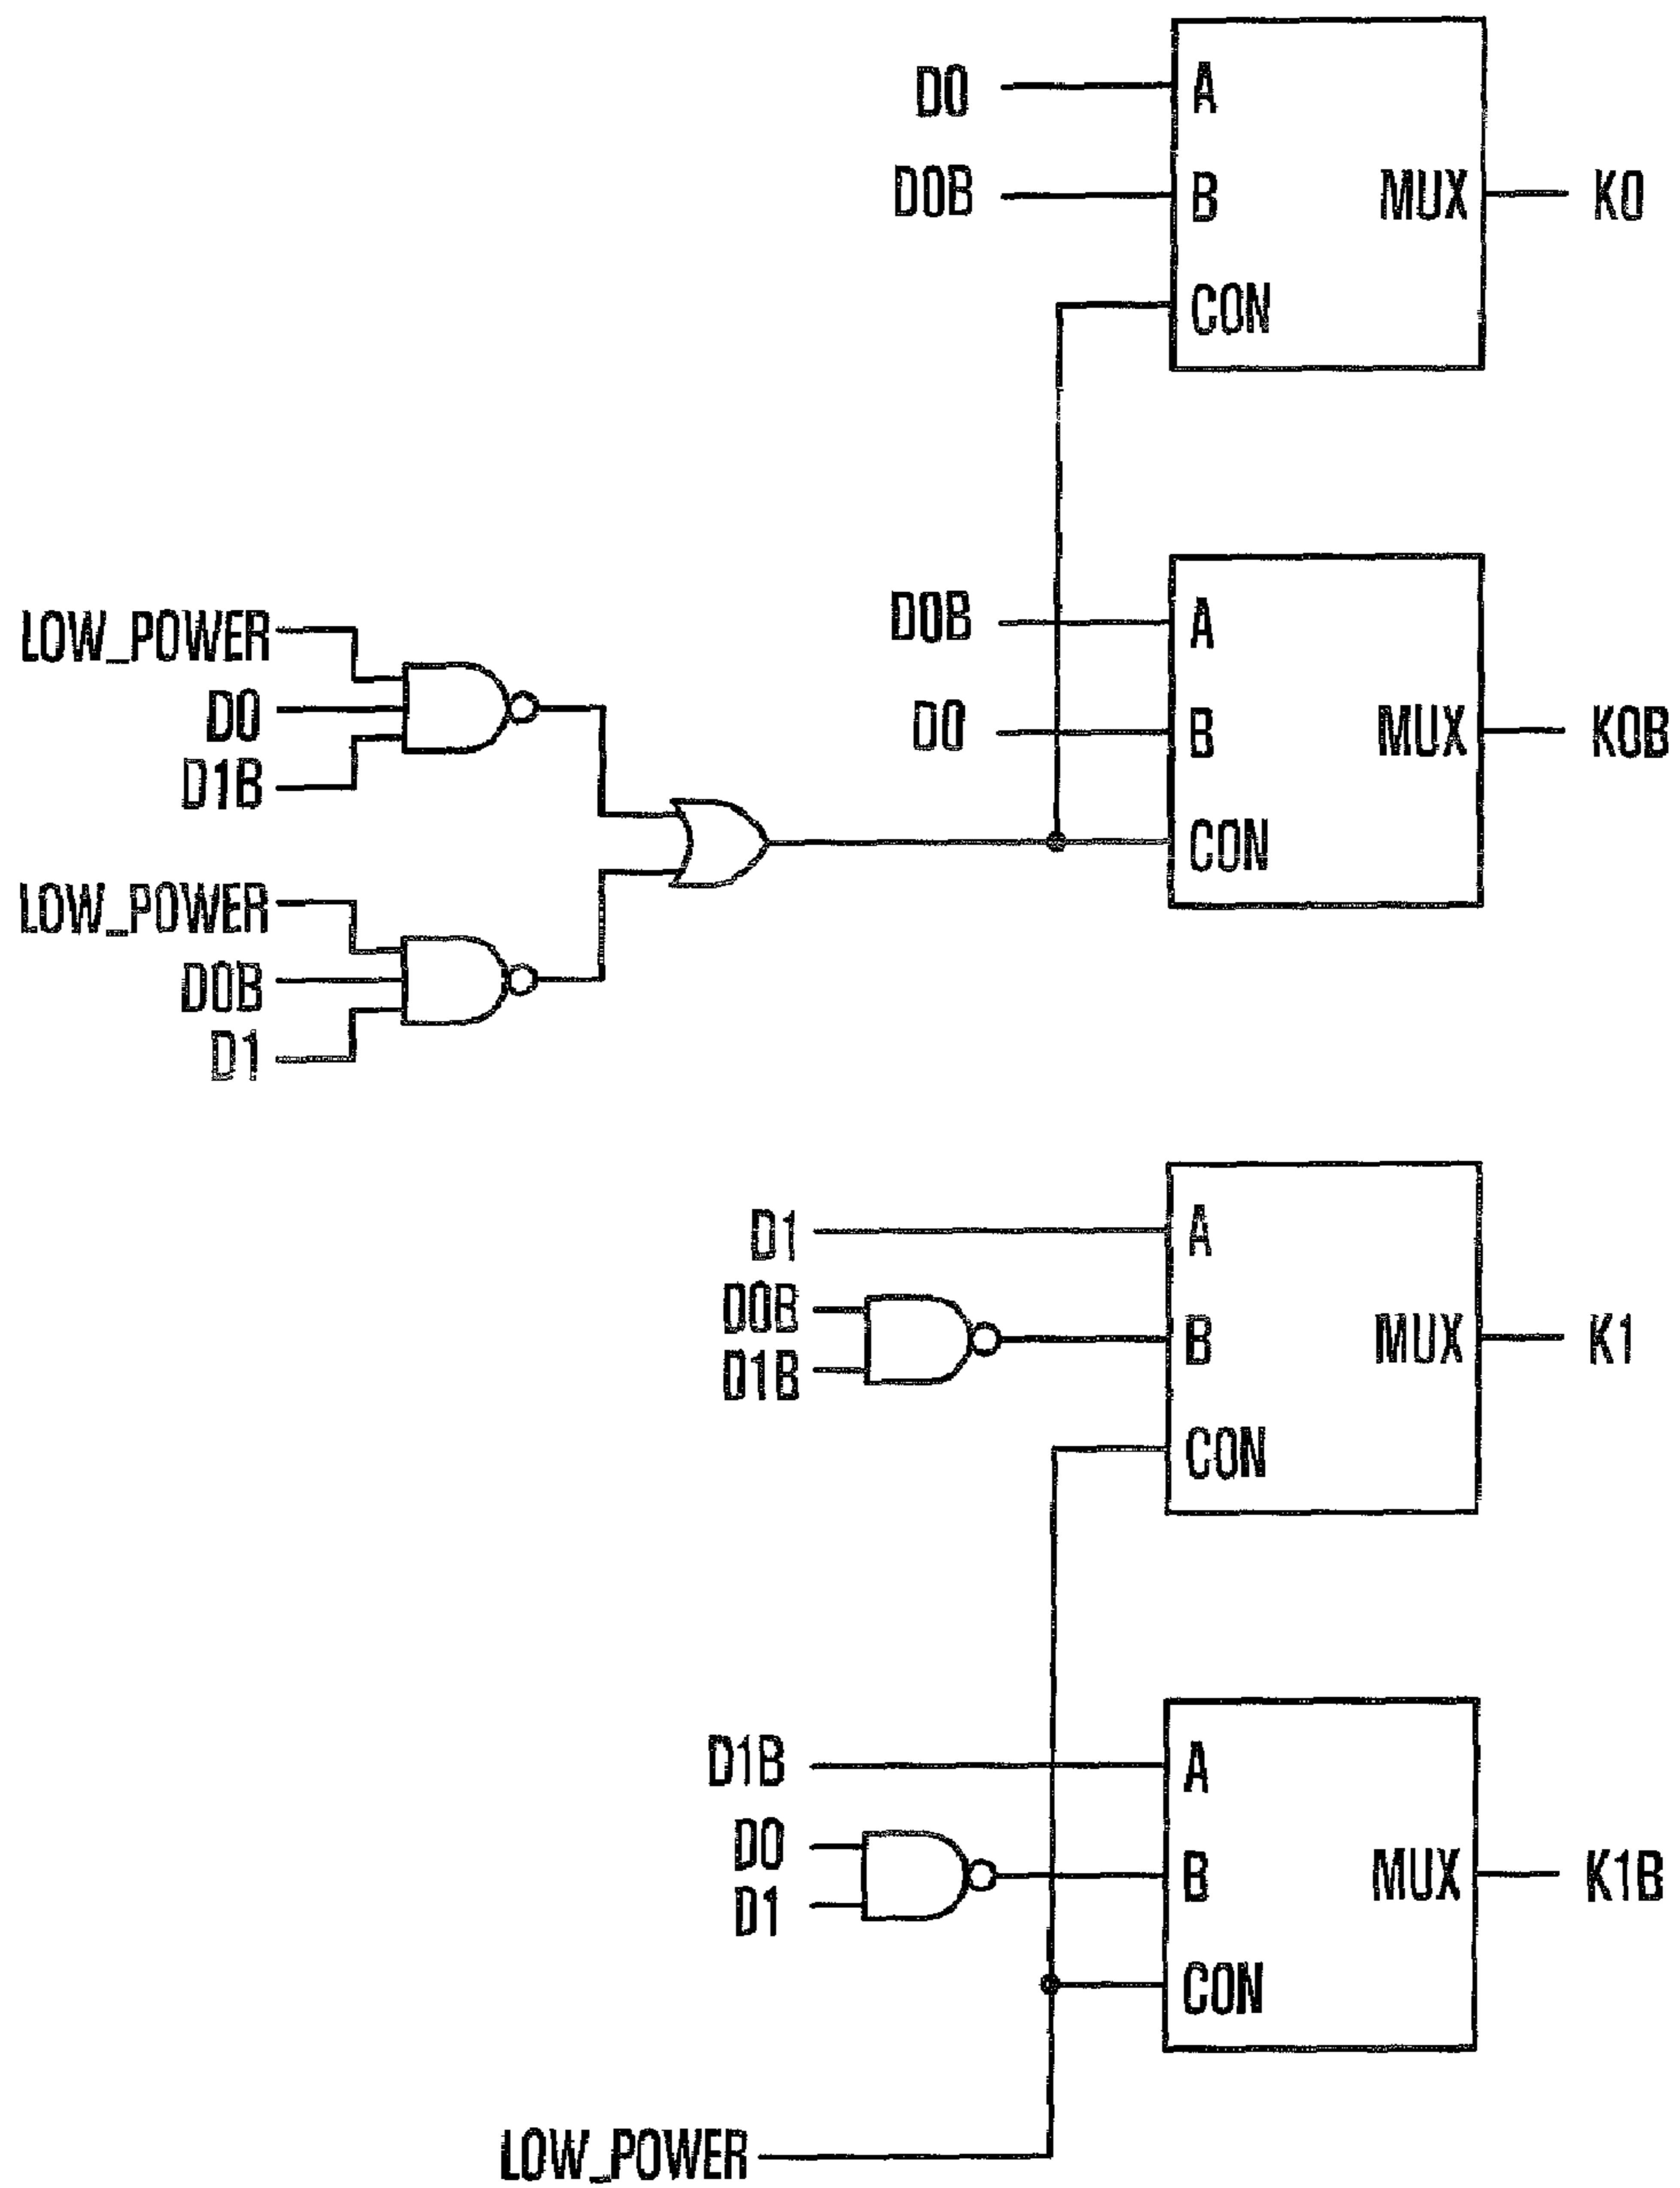 D0
A
D0B
B
MUX
K0
CON
D0B
A
D0
B
MUX
K0B
CON
LOW_POWER
D0
D1B
LOW_POWER
D0B
D1
D1
A
D0B
D1B
B
MUX
K1
CON
D1B
A
D0
D1
B
MUX
K1B
CON
LOW_POWER